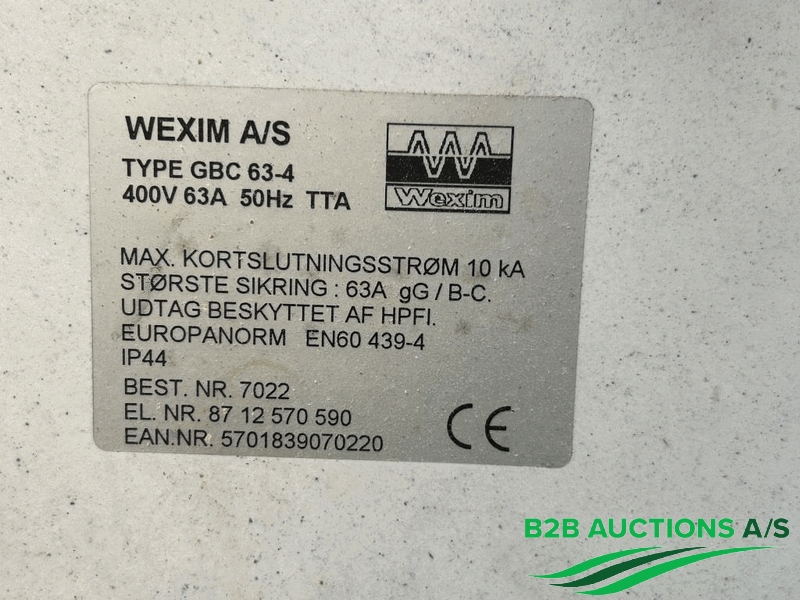 WEXIM A/S
TYPE GBC 63-4
400V 63A 50Hz TTA
Wexim
MAX. KORTSLUTNINGSSTRØM 10 kA
STØRSTE SIKRING : 63A gG / B-C.
UDTAG BESKYTTET AF HPFI.
EUROPANORM EN60 439-4
IP44
BEST. NR. 7022
EL. NR. 87 12 570 590
EAN.NR. 5701839070220
CE
B2B AUCTIONS A/S